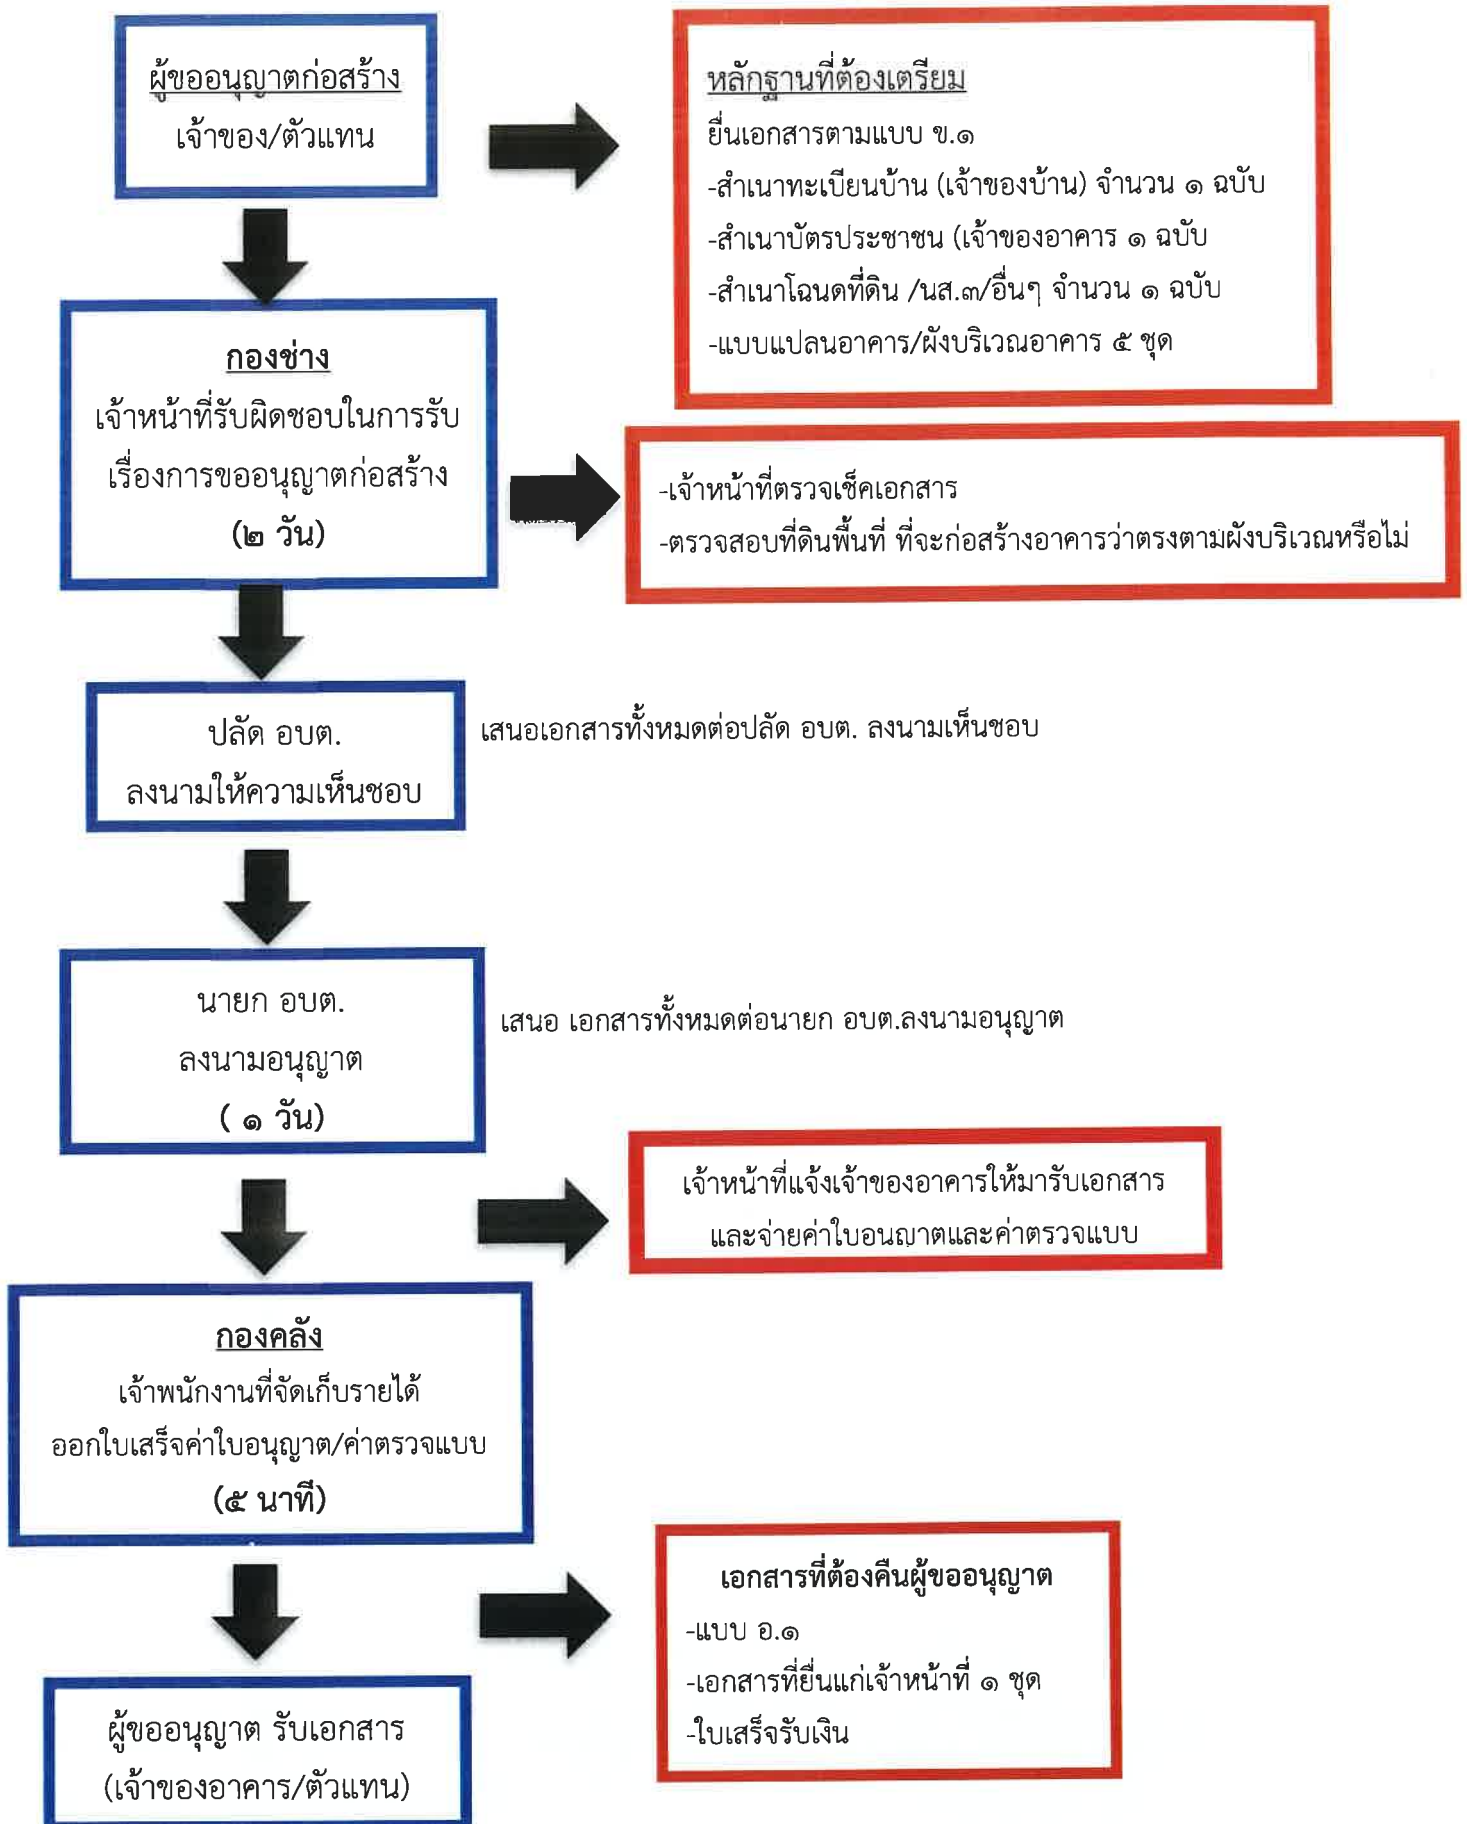 ผู้ขออนุญาตก่อสร้าง
เจ้าของ/ตัวแทน
หลักฐานที่ต้องเตรียม
ยื่นเอกสารตามแบบ ข.๑
-สำเนาทะเบียนบ้าน (เจ้าของบ้าน) จำนวน ๑ ฉบับ
-สำเนาบัตรประชาชน (เจ้าของอาคาร ๑ ฉบับ
-สำเนาโฉนดที่ดิน /นส.๓/อื่นๆ จำนวน ๑ ฉบับ
-แบบแปลนอาคาร/ผังบริเวณอาคาร ๕ ชุด
กองช่าง
เจ้าหน้าที่รับผิดชอบในการรับ
เรื่องการขออนุญาตก่อสร้าง
(๒ วัน)
-เจ้าหน้าที่ตรวจเช็คเอกสาร
-ตรวจสอบที่ดินพื้นที่ ที่จะก่อสร้างอาคารว่าตรงตามผังบริเวณหรือไม่
ปลัด อบต.
ลงนามให้ความเห็นชอบ
เสนอเอกสารทั้งหมดต่อปลัด อบต. ลงนามเห็นชอบ
นายก อบต.
ลงนามอนุญาต
( ๑ วัน)
เสนอ เอกสารทั้งหมดต่อนายก อบต.ลงนามอนุญาต
เจ้าหน้าที่แจ้งเจ้าของอาคารให้มารับเอกสาร
และจ่ายค่าใบอนุญาตและค่าตรวจแบบ
กองคลัง
เจ้าพนักงานที่จัดเก็บรายได้
ออกใบเสร็จค่าใบอนุญาต/ค่าตรวจแบบ
(๕ นาที)
เอกสารที่ต้องคืนผู้ขออนุญาต
-แบบ อ.๑
-เอกสารที่ยื่นแก่เจ้าหน้าที่ ๑ ชุด
-ใบเสร็จรับเงิน
ผู้ขออนุญาต รับเอกสาร
(เจ้าของอาคาร/ตัวแทน)